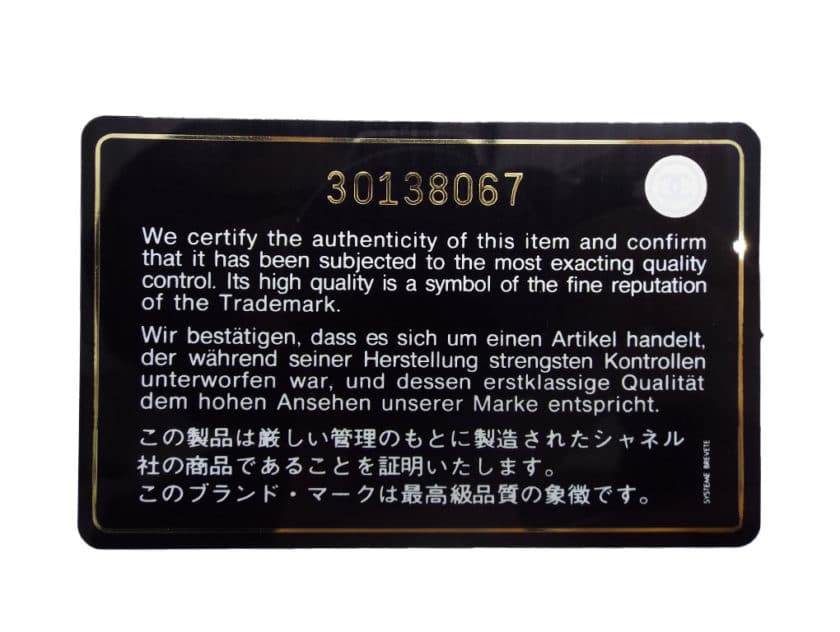 30138067
We certify the authenticity of this item and confirm
that it has been subjected to the most exacting quality
control. Its high quality is a symbol of the fine reputation
of the Trademark.
Wir bestätigen, dass es sich um einen Artikel handelt,
der während seiner Herstellung strengsten Kontrollen
unterworfen war, und dessen erstklassige Qualität
dem hohen Ansehen unserer Marke entspricht.
この製品は厳しい管理のもとに製造されたシャネル
社の商品であることを証明いたします。
このブランド・マークは最高級品質の象徴です。
SYSTEME BREVETE